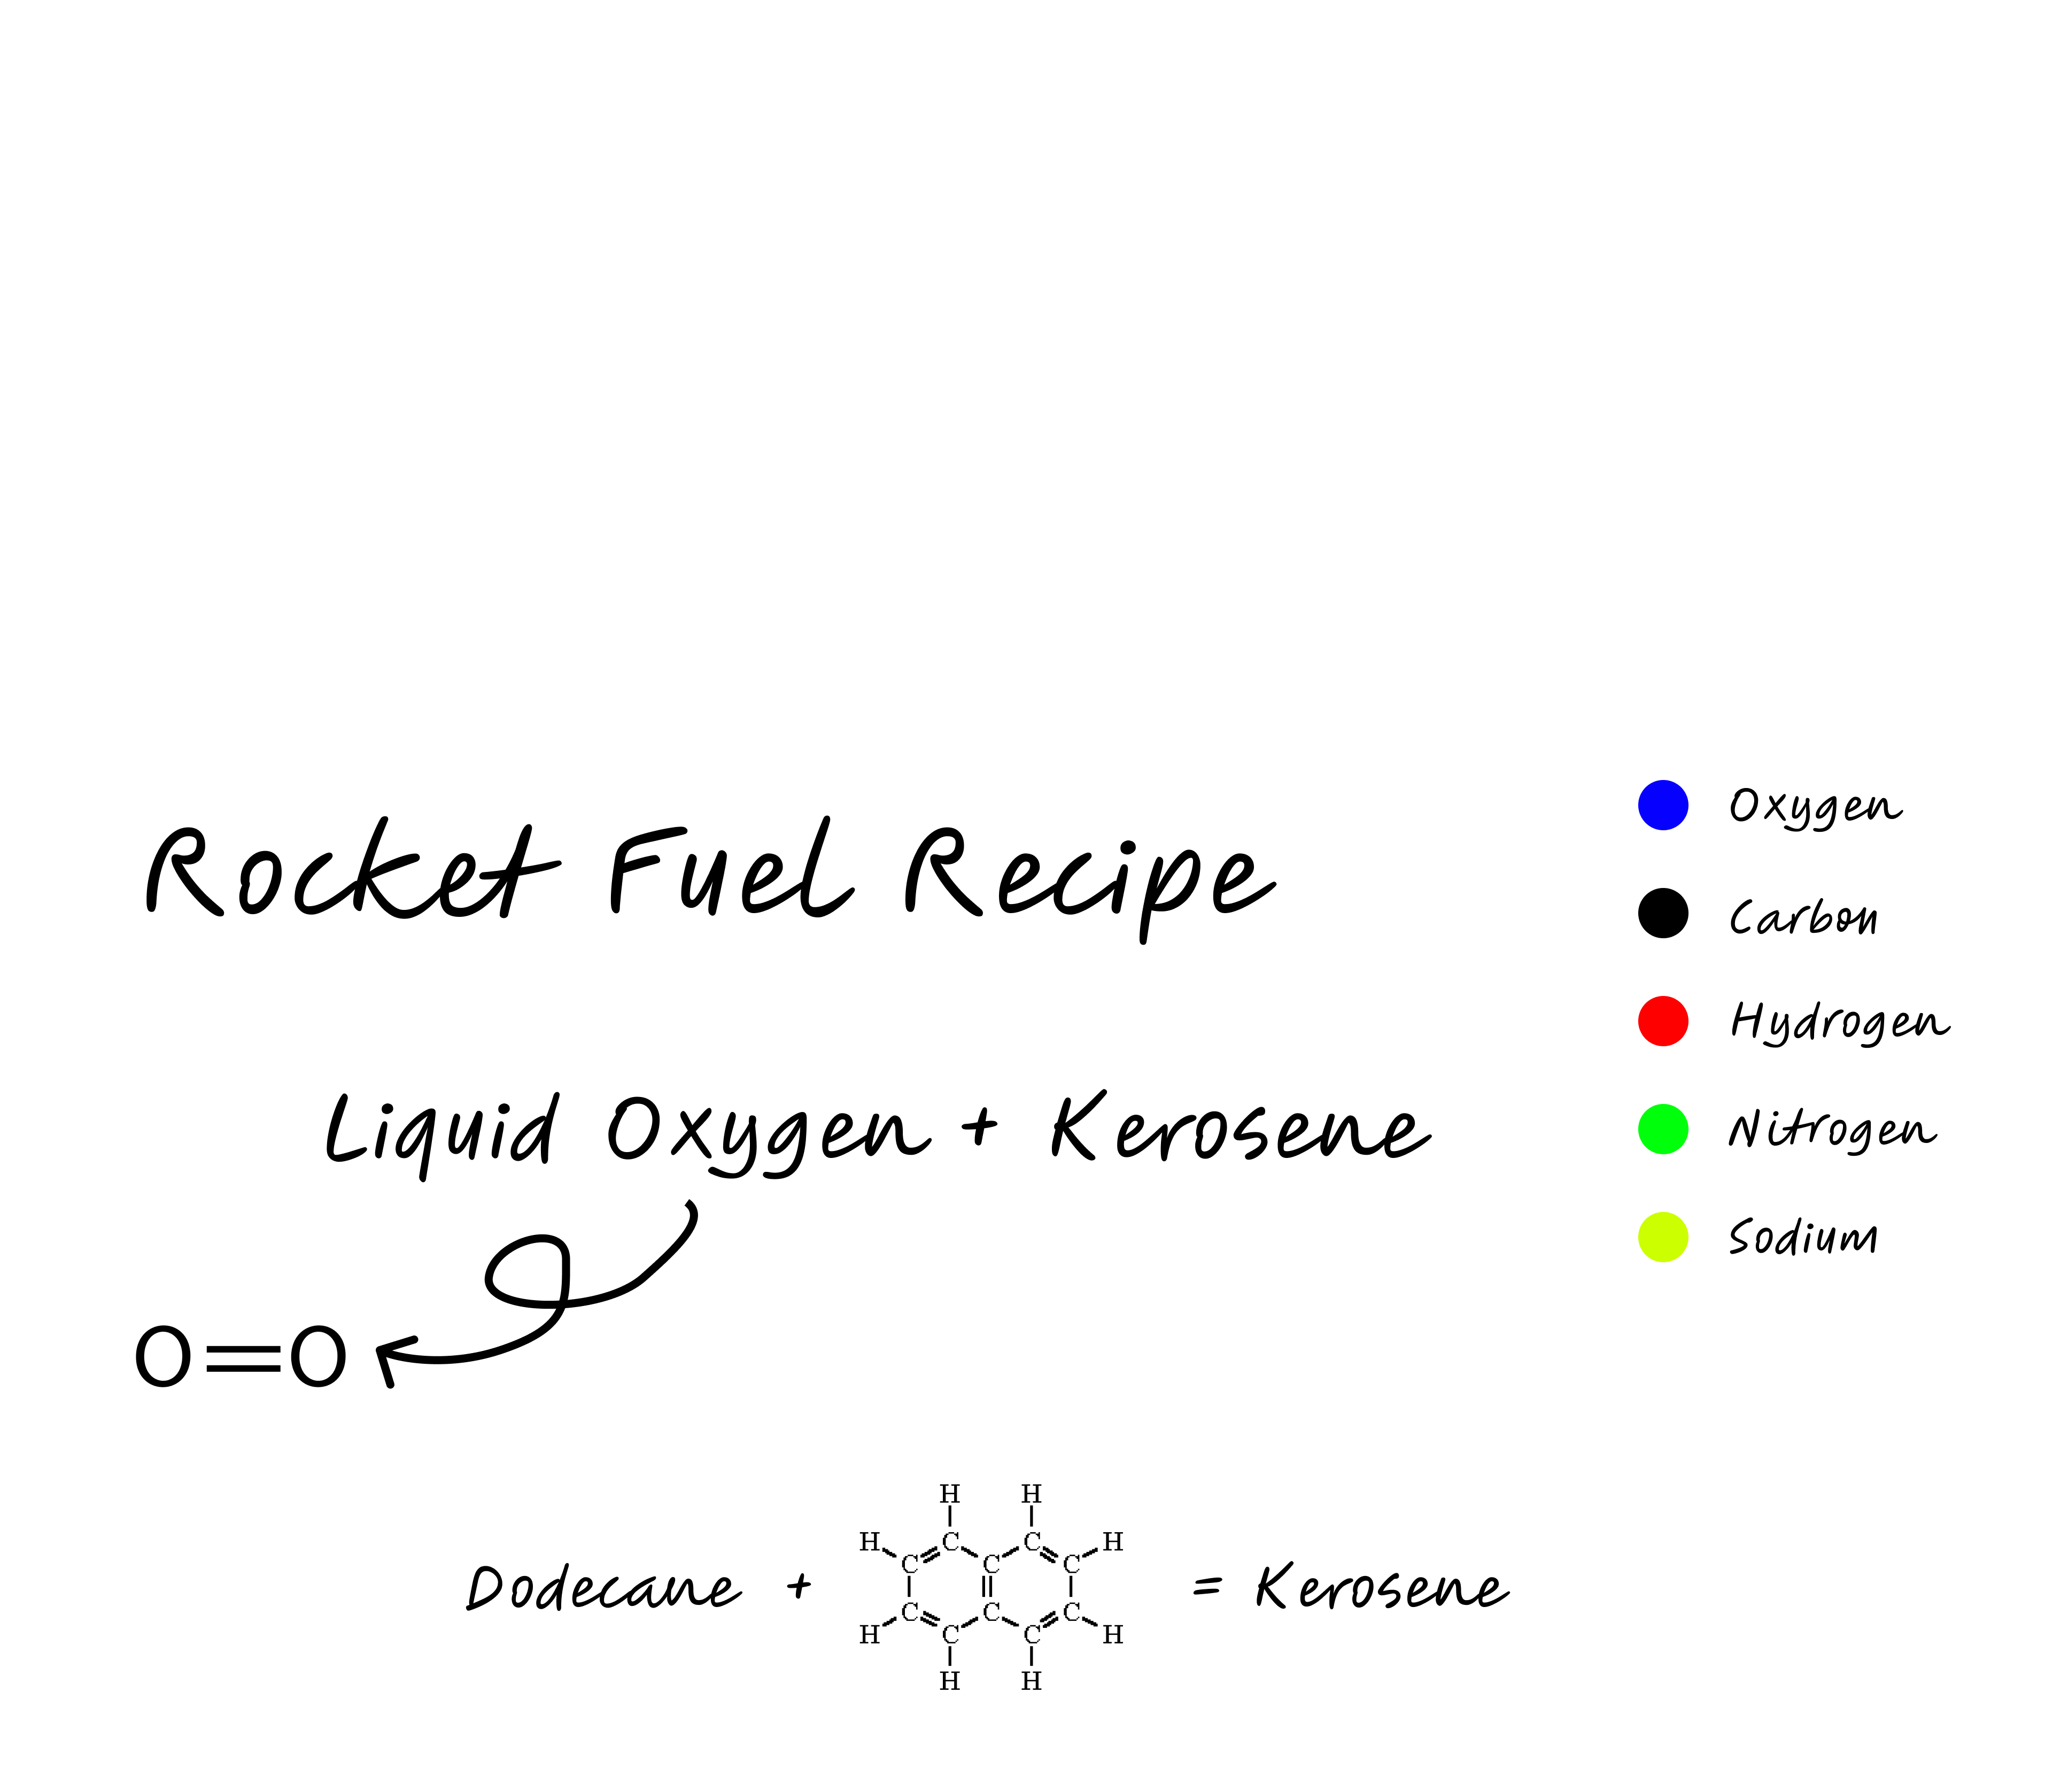 Rocket Fuel Recipe
Oxygen
Carbon
Hydrogen
Nitrogen
Sodium
Liquid Oxygen + Kerosene
O=O
Dodecane +
H H
H C C H
C C C
C C C
H C C H
H H
= Kerosene